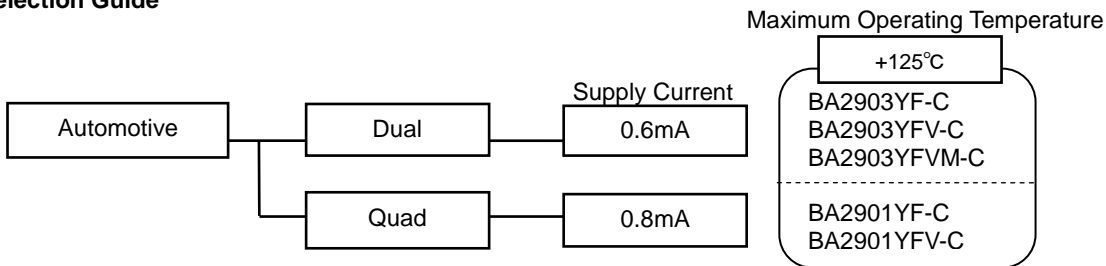 election Guide
Maximum Operating Temperature
+125℃
Supply Current
Automotive
Dual
0.6mA
BA2903YF-C
BA2903YFV-C
BA2903YFVM-C
Quad
0.8mA
BA2901YF-C
BA2901YFV-C